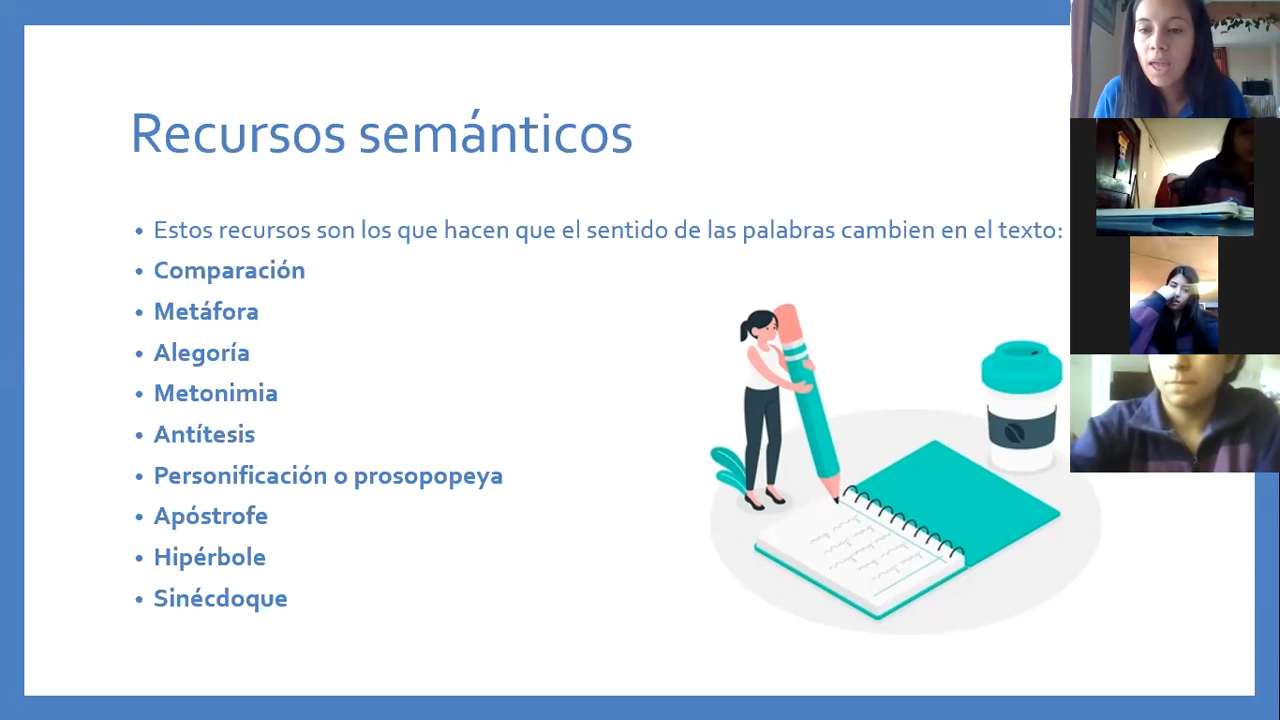 Recursos semánticos
• Estos recursos son los que hacen que el sentido de las palabras cambien en el texto:
• Comparación
• Metáfora
• Alegoría
• Metonimia
• Antítesis
• Personificación o prosopopeya
• Apóstrofe
• Hipérbole
• Sinécdoque